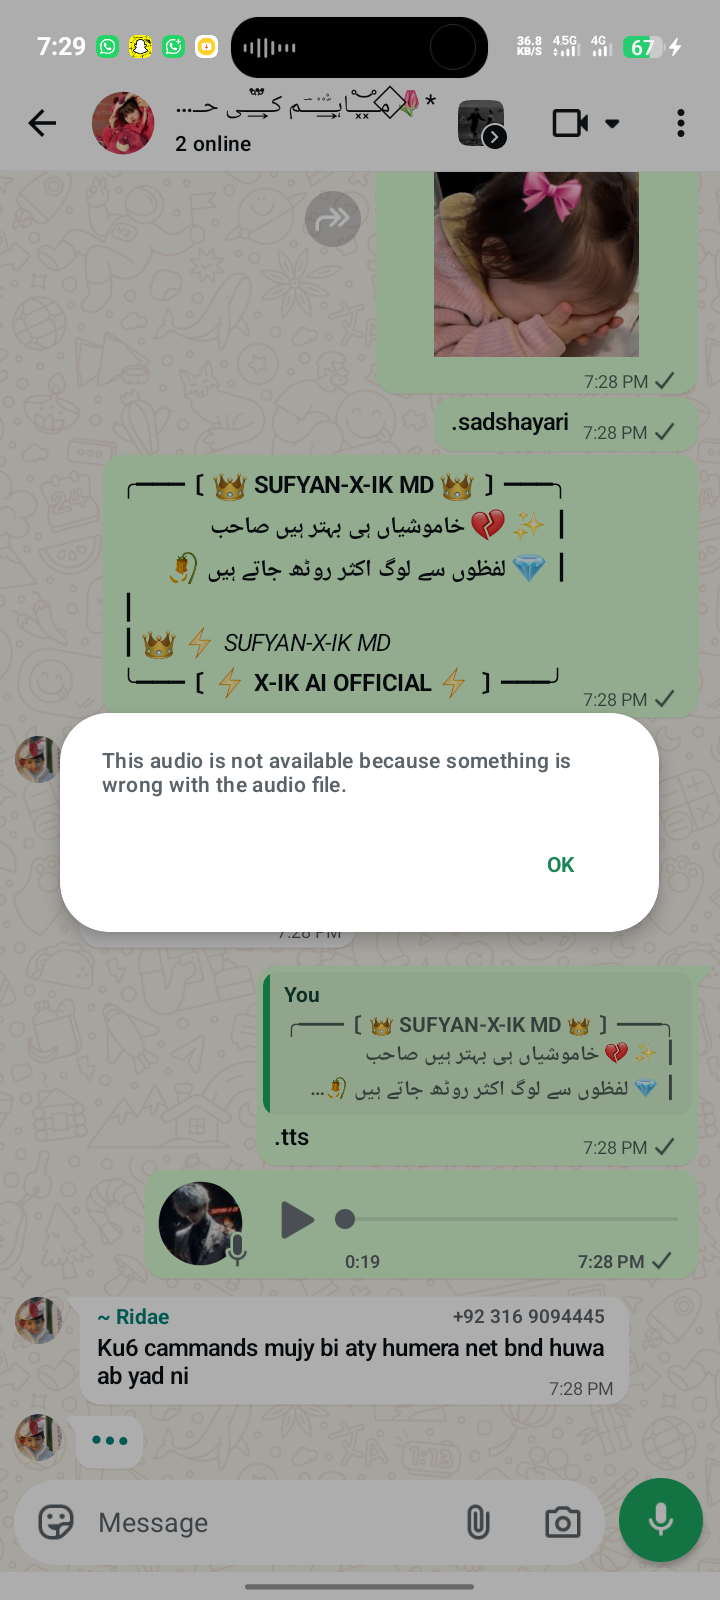 7:29
36.8 KB/S 4.5G 4G 67
2 online
7:28 PM
.sadshayari 7:28 PM
〔 👑 SUFYAN-X-IK MD 👑 〕
✨ 💔 خاموشیاں ہی بہتر ہیں صاحب
💎 لفظوں سے لوگ اکثر روٹھ جاتے ہیں 🥀
👑 ⚡ SUFYAN-X-IK MD
〔 ⚡ X-IK AI OFFICIAL ⚡ 〕
7:28 PM
This audio is not available because something is
wrong with the audio file.
OK
7:28 PM
You
〔 👑 SUFYAN-X-IK MD 👑 〕
✨ 💔 خاموشیاں ہی بہتر ہیں صاحب
💎 لفظوں سے لوگ اکثر روٹھ جاتے ہیں 🥀...
.tts
7:28 PM
0:19 7:28 PM
~ Ridae +92 316 9094445
Ku6 cammands mujy bi aty humera net bnd huwa
ab yad ni
7:28 PM
Message